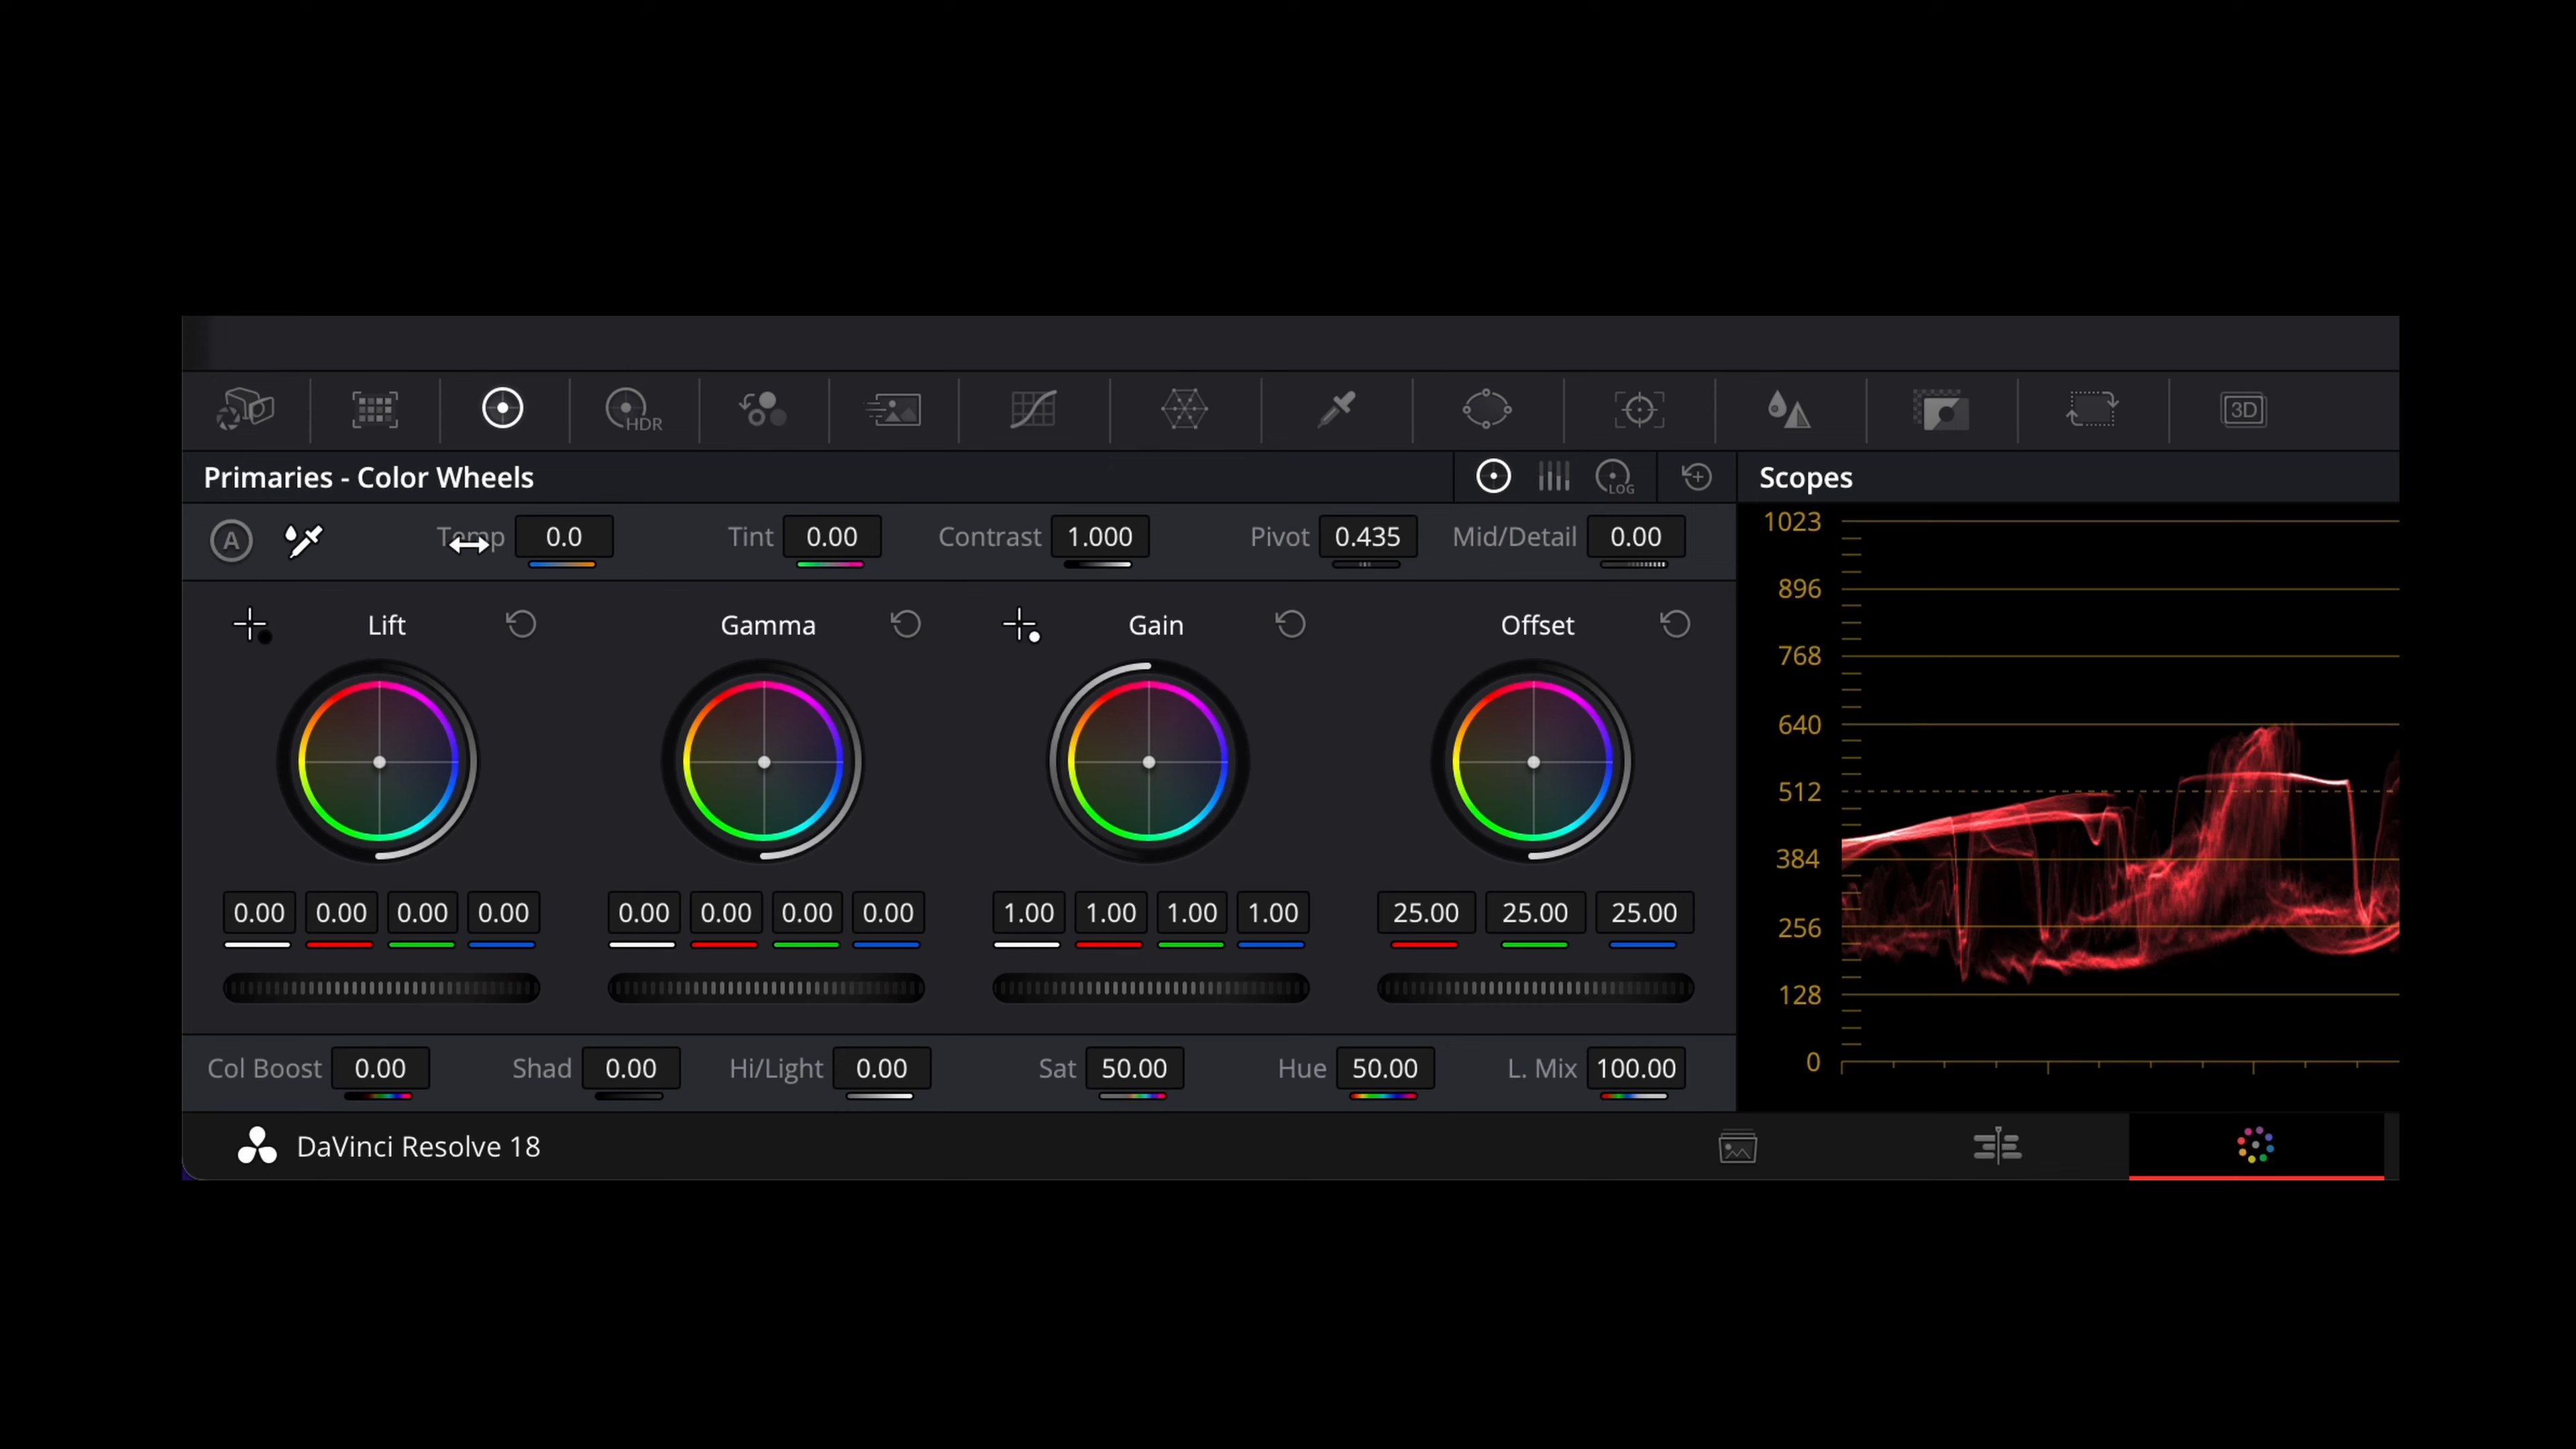 HDR
3D
Primaries - Color Wheels
LOG
Scopes
A
Temp 0.0 Tint 0.00 Contrast 1.000 Pivot 0.435 Mid/Detail 0.00
Lift Gamma Gain Offset
0.00 0.00 0.00 0.00 0.00 0.00 0.00 0.00 1.00 1.00 1.00 1.00 25.00 25.00 25.00
Col Boost 0.00 Shad 0.00 Hi/Light 0.00 Sat 50.00 Hue 50.00 L. Mix 100.00
1023
896
768
640
512
384
256
128
0
DaVinci Resolve 18